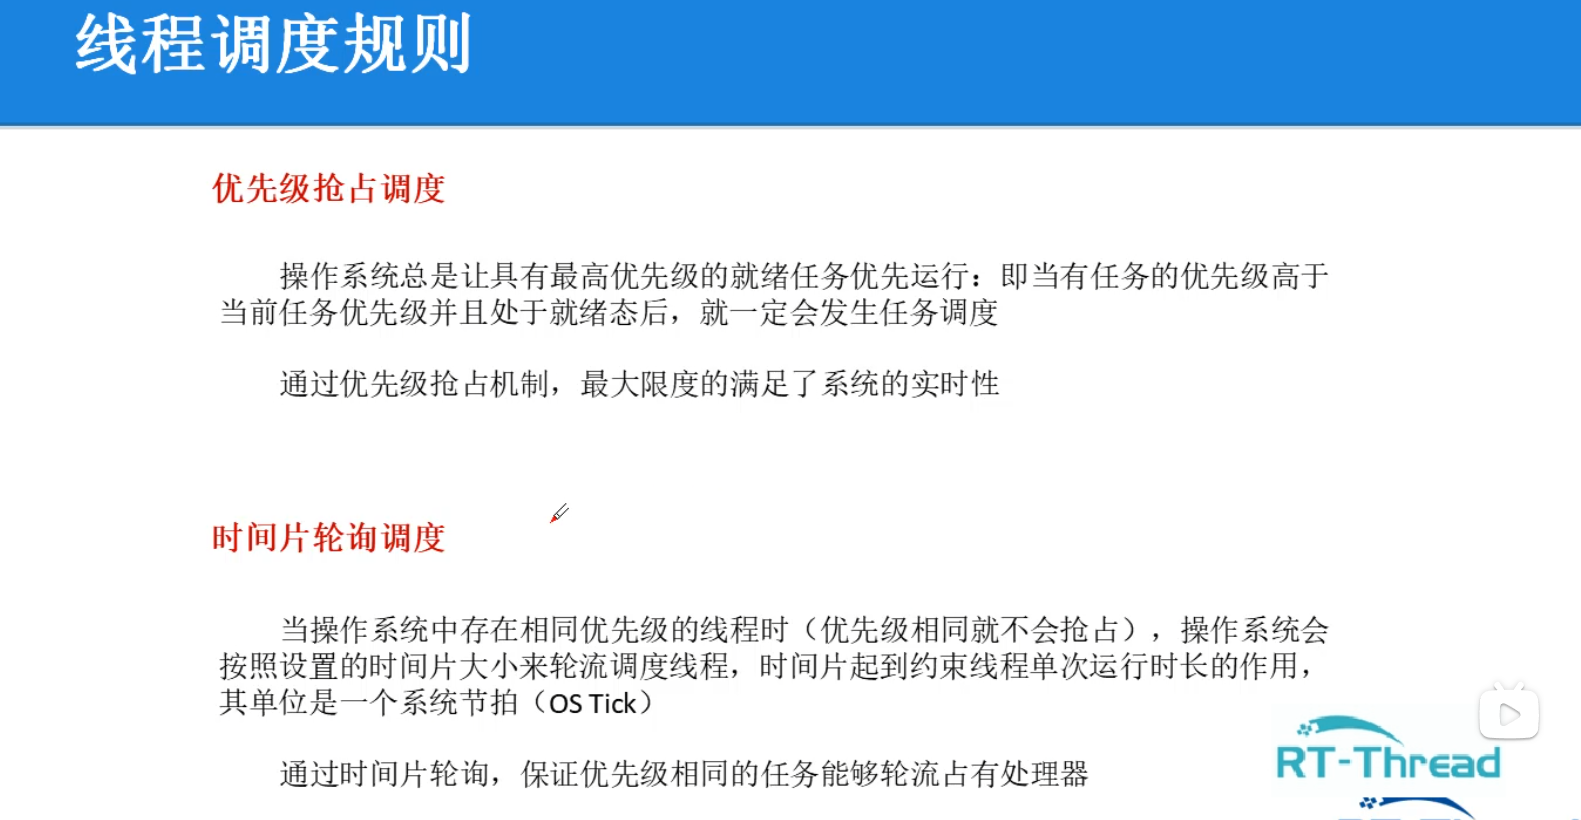 线程调度规则
优先级抢占调度
操作系统总是让具有最高优先级的就绪任务优先运行：即当有任务的优先级高于
当前任务优先级并且处于就绪态后，就一定会发生任务调度
通过优先级抢占机制，最大限度的满足了系统的实时性
时间片轮询调度
当操作系统中存在相同优先级的线程时（优先级相同就不会抢占），操作系统会
按照设置的时间片大小来轮流调度线程，时间片起到约束线程单次运行时长的作用，
其单位是一个系统节拍（OS Tick）
通过时间片轮询，保证优先级相同的任务能够轮流占有处理器
RT-Thread